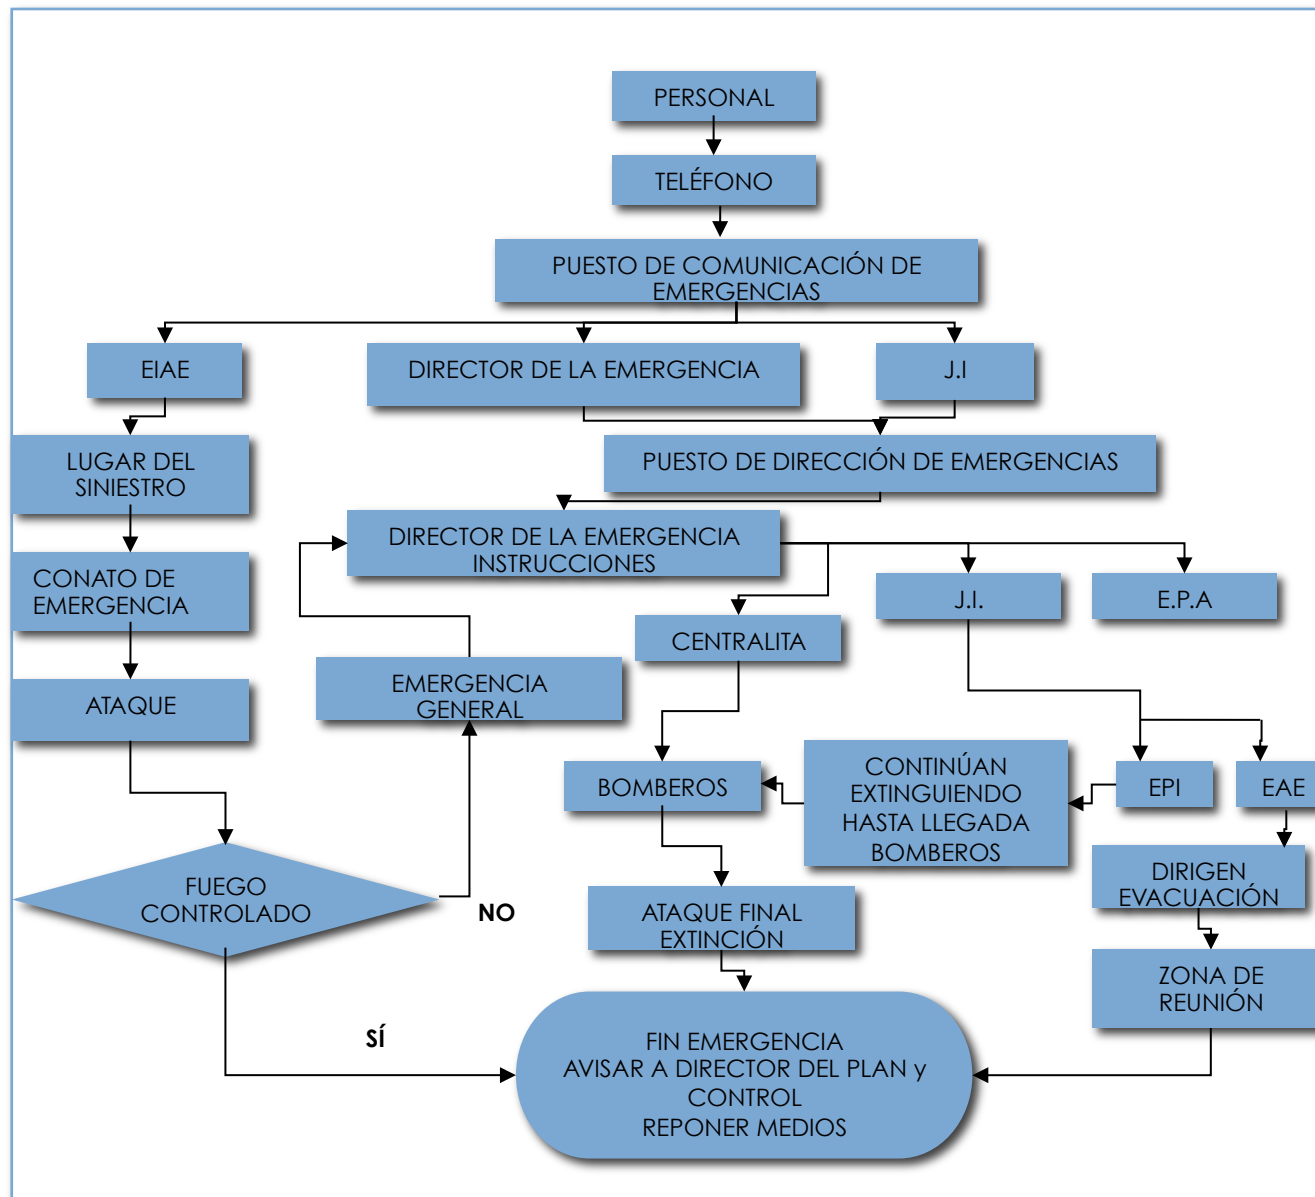 PERSONAL
TELÉFONO
PUESTO DE COMUNICACIÓN DE
EMERGENCIAS
EIAE
DIRECTOR DE LA EMERGENCIA
J.I
LUGAR DEL
SINIESTRO
PUESTO DE DIRECCIÓN DE EMERGENCIAS
DIRECTOR DE LA EMERGENCIA
INSTRUCCIONES
CONATO DE
EMERGENCIA
J.I.
E.P.A
CENTRALITA
ATAQUE
EMERGENCIA
GENERAL
BOMBEROS
CONTINÚAN
EXTINGUIENDO
HASTA LLEGADA
BOMBEROS
EPI
EAE
FUEGO
CONTROLADO
NO
ATAQUE FINAL
EXTINCIÓN
DIRIGEN
EVACUACIÓN
ZONA DE
REUNIÓN
SÍ
FIN EMERGENCIA
AVISAR A DIRECTOR DEL PLAN y
CONTROL
REPONER MEDIOS